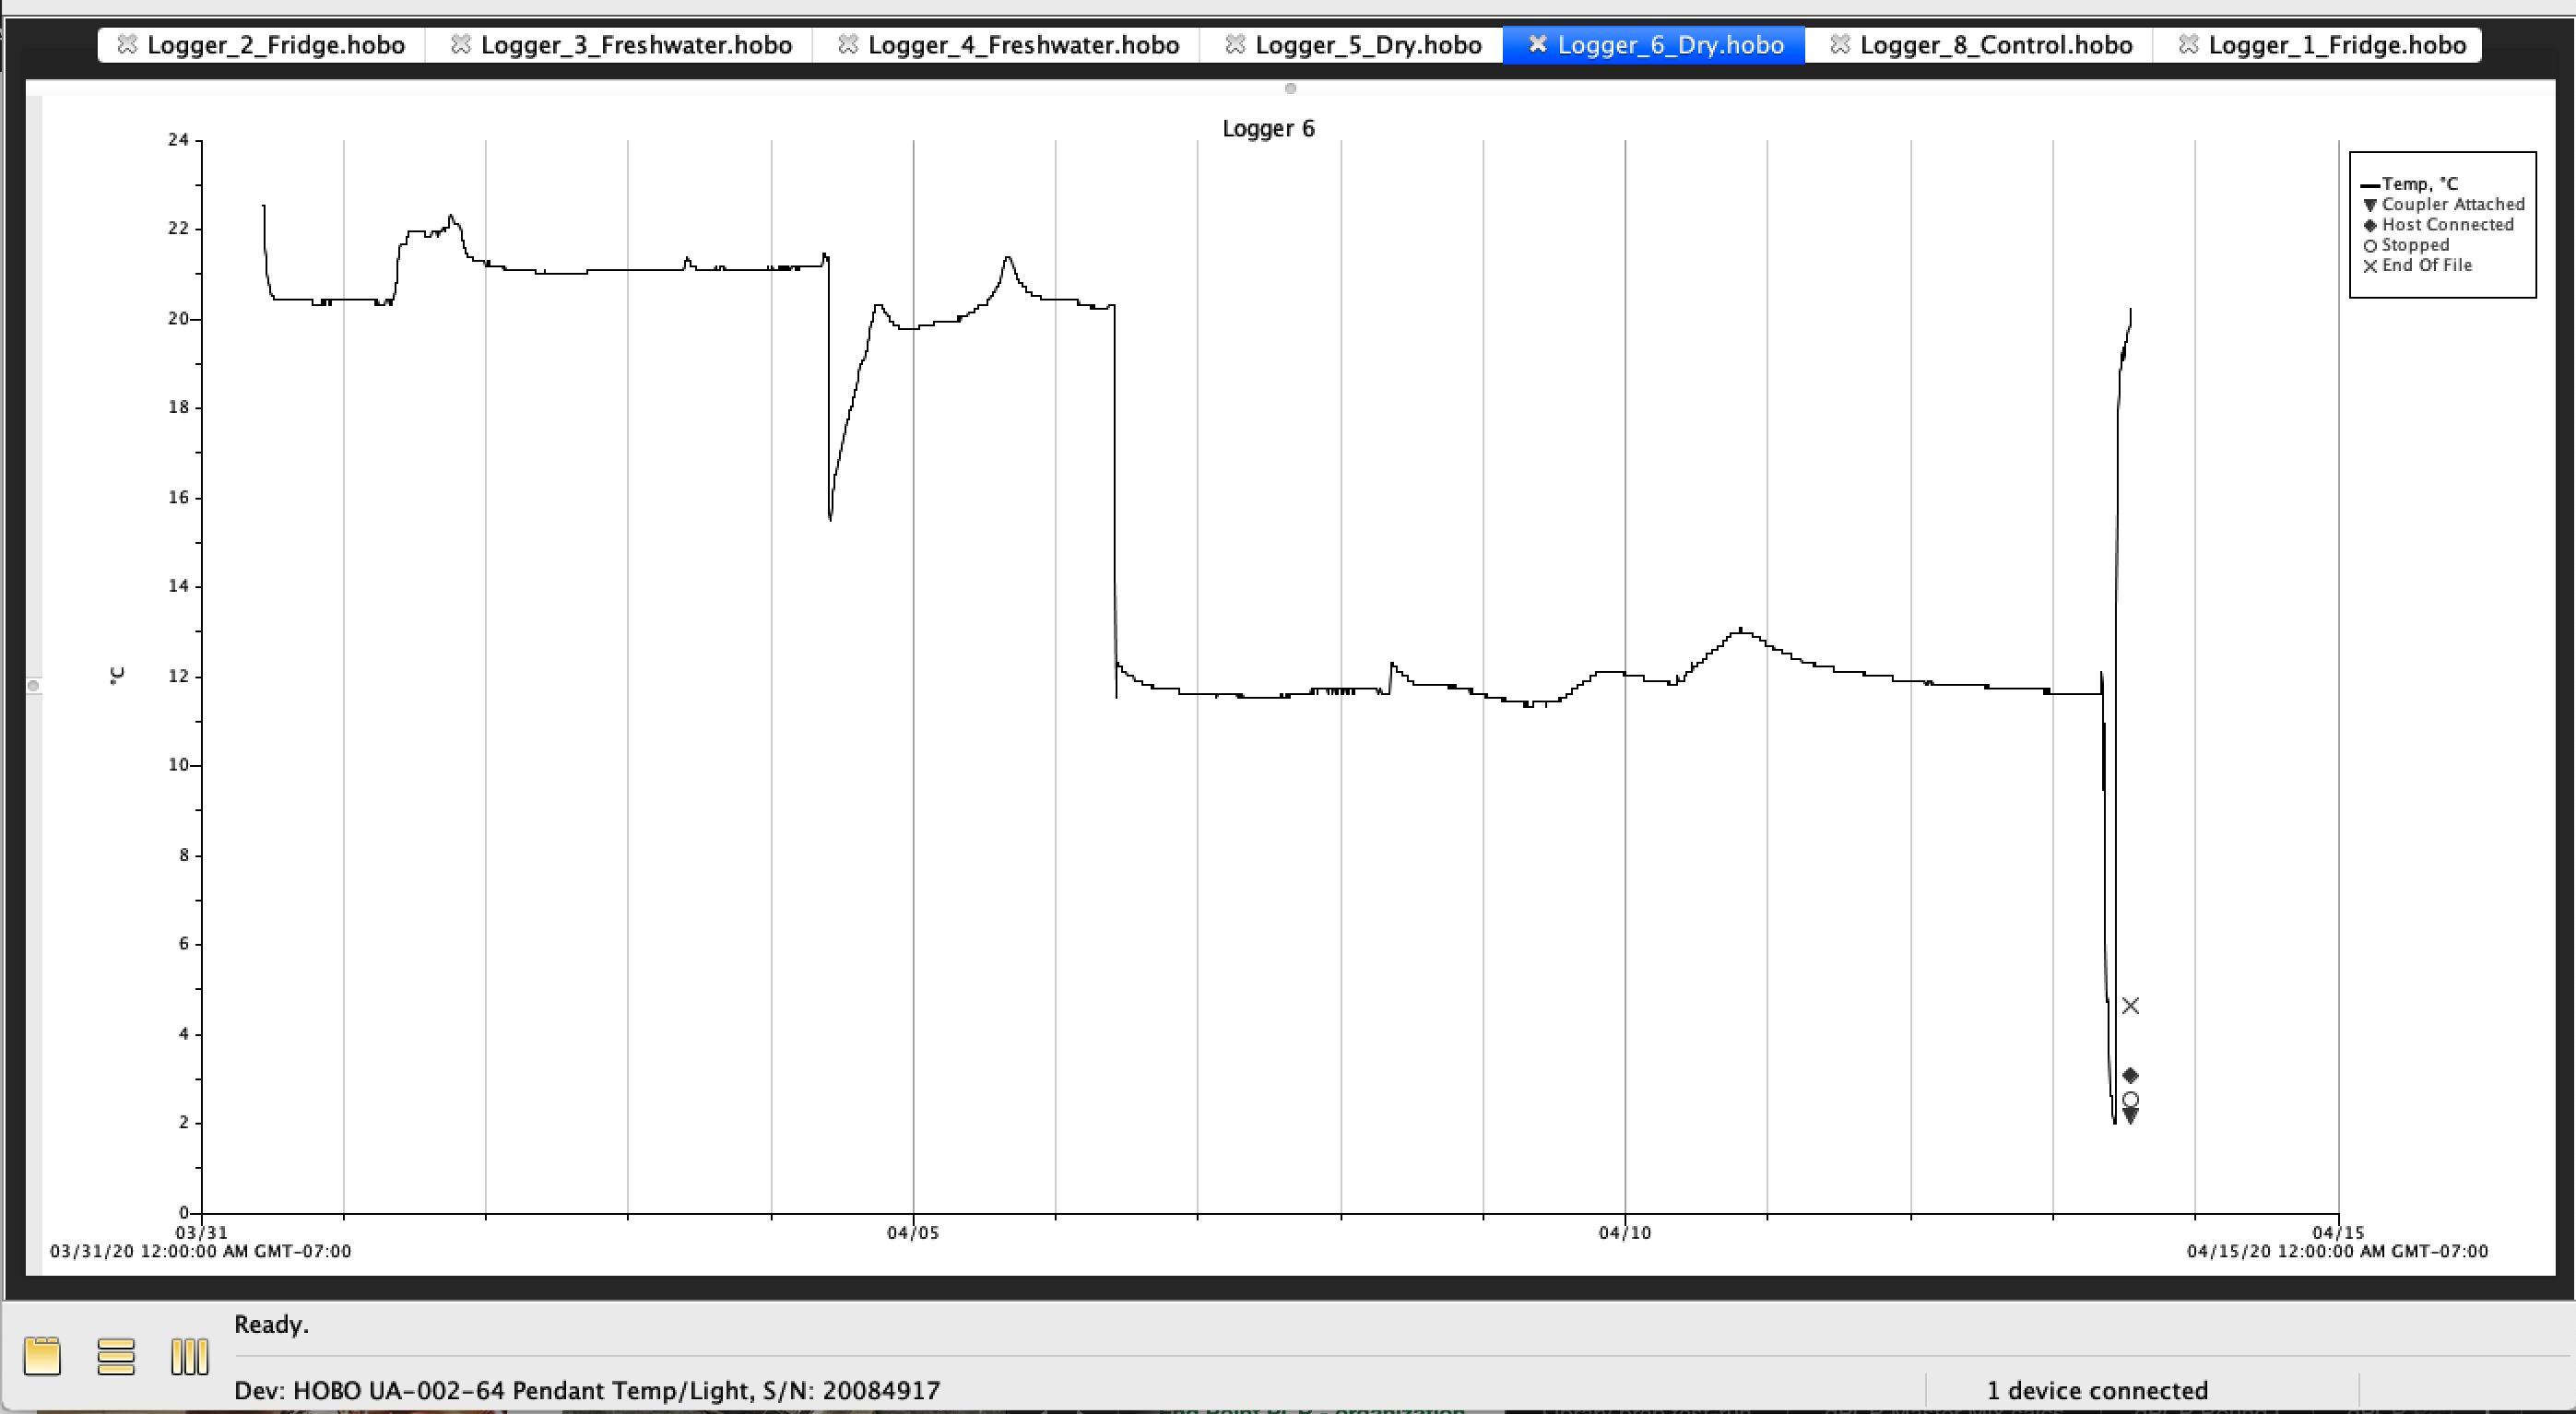 Logger_2_Fridge.hobo Logger_3_Freshwater.hobo Logger_4_Freshwater.hobo Logger_5_Dry.hobo Logger_6_Dry.hobo Logger_8_Control.hobo Logger_1_Fridge.hobo
Logger 6
24
22
20
18
16
14
12
10
8
6
4
2
0
°C
Temp, °C
Coupler Attached
Host Connected
Stopped
End Of File
03/31 04/05 04/10 04/15
03/31/20 12:00:00 AM GMT-07:00 04/15/20 12:00:00 AM GMT-07:00
Ready.
Dev: HOBO UA-002-64 Pendant Temp/Light, S/N: 20084917 1 device connected